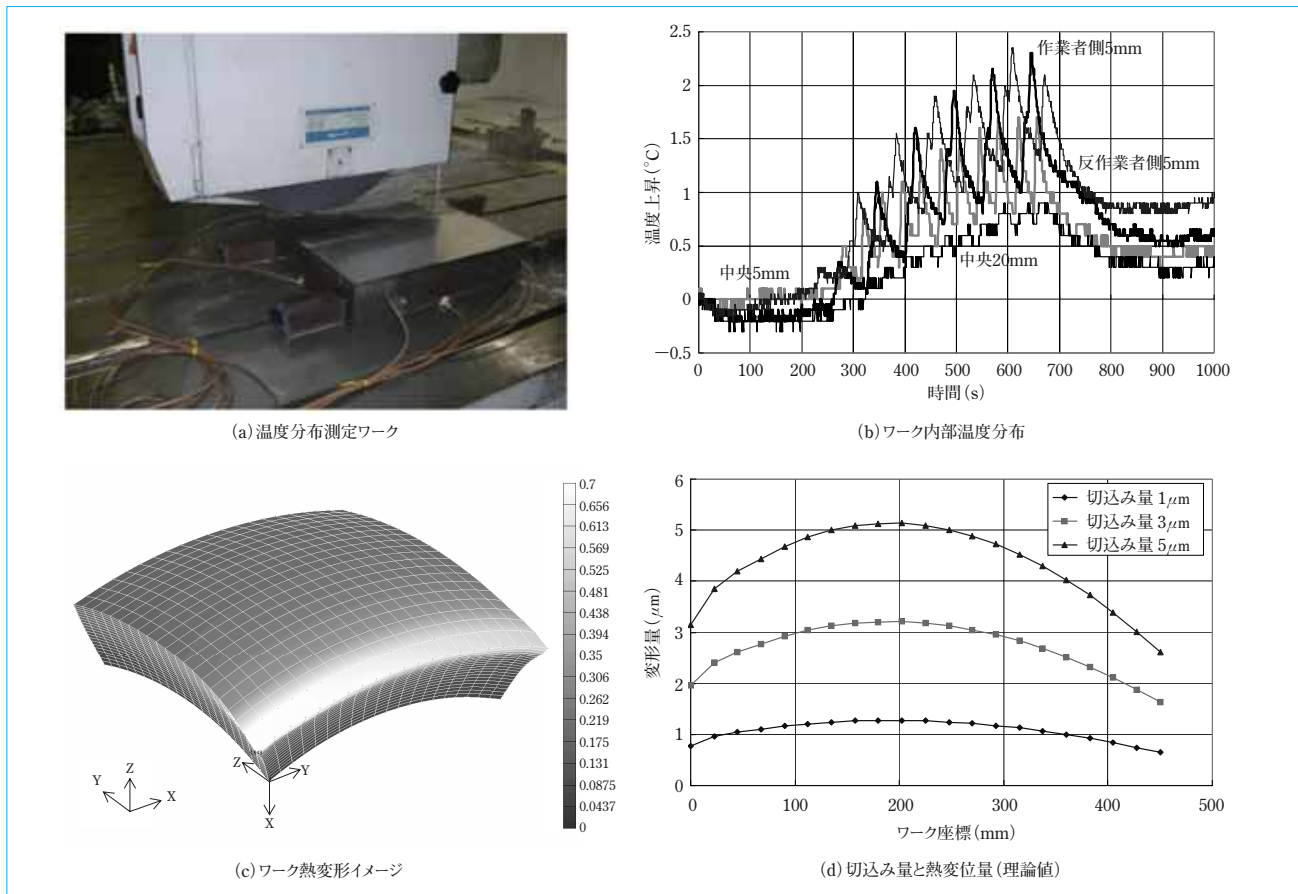 (a)温度分布測定ワーク
2.5
2
1.5
1
0.5
0
－0.5
温度上昇(°C)
作業者側5mm
反作業者側5mm
中央5mm
中央20mm
0 100 200 300 400 500 600 700 800 900 1000
時間(s)
(b)ワーク内部温度分布
0.7
0.656
0.613
0.569
0.525
0.481
0.438
0.394
0.35
0.306
0.262
0.219
0.175
0.131
0.0875
0.0437
0
Z
Y
X
Z
Y
X
(c)ワーク熱変形イメージ
6
5
4
3
2
1
0
変形量(μm)
切込み量 1μm
切込み量 3μm
切込み量 5μm
0 100 200 300 400 500
ワーク座標(mm)
(d)切込み量と熱変位量(理論値)